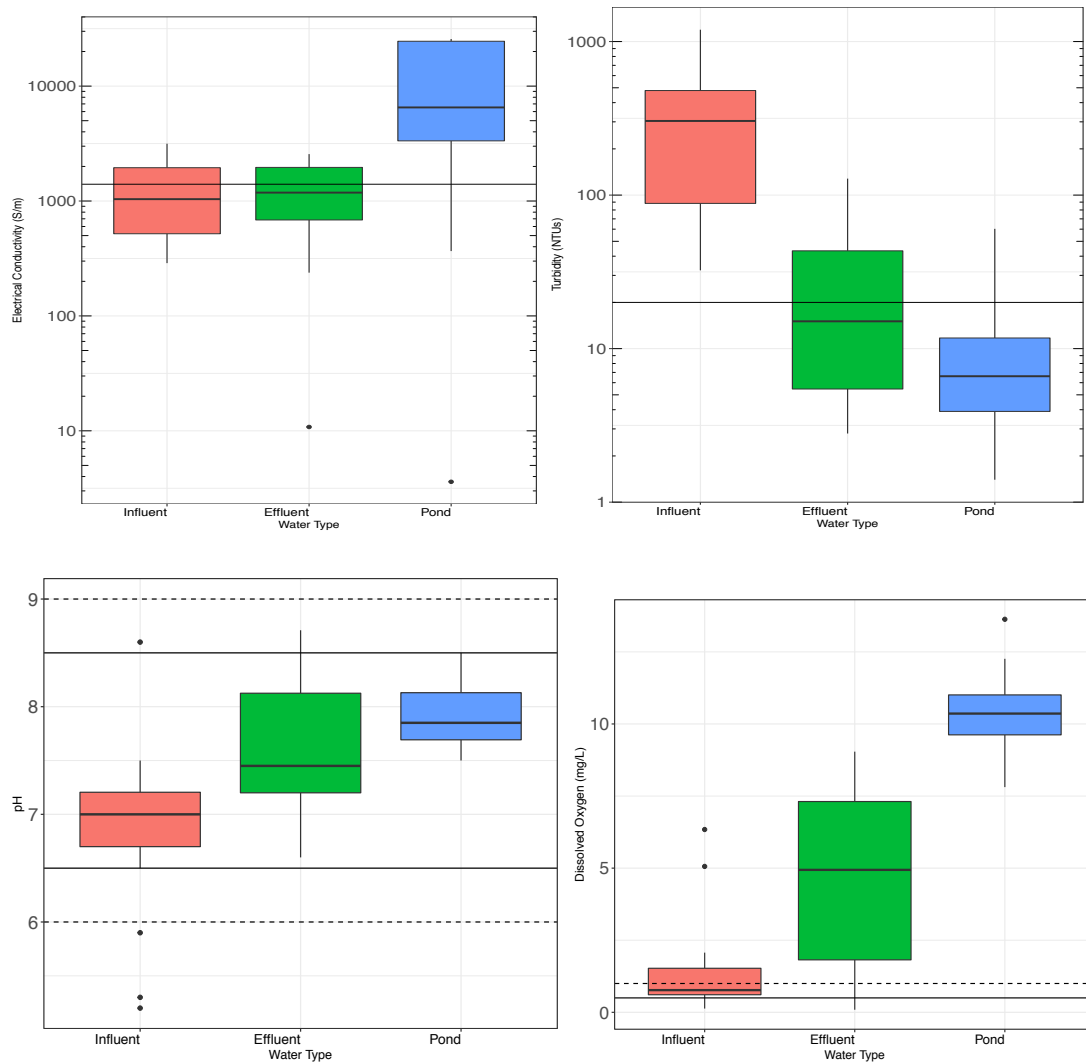 Electrical Conductivity (S/m)
10000
1000
100
10
Influent Effluent Pond
Water Type
Turbidity (NTUs)
1000
100
10
1
Influent Effluent Pond
Water Type
pH
9
8
7
6
Influent Effluent Pond
Water Type
Dissolved Oxygen (mg/L)
10
5
0
Influent Effluent Pond
Water Type